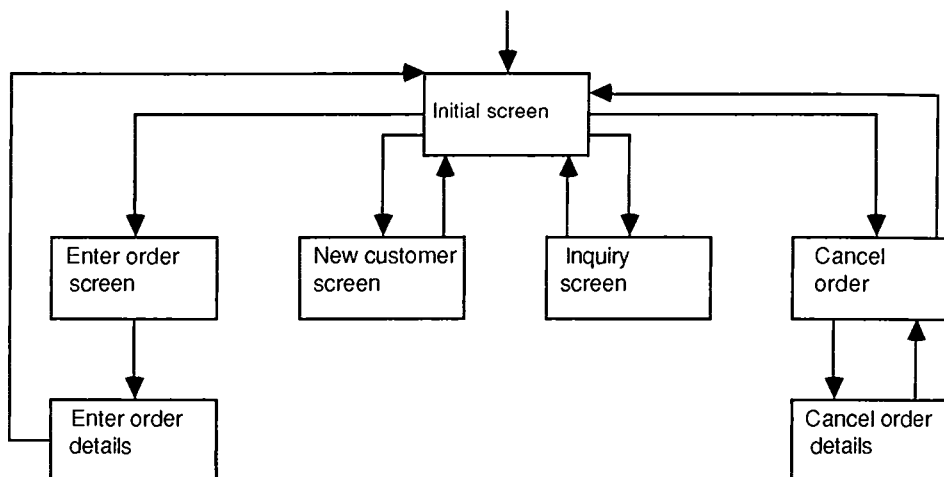 Initial screen
Enter order
screen
New customer
screen
Inquiry
screen
Cancel
order
Enter order
details
Cancel order
details